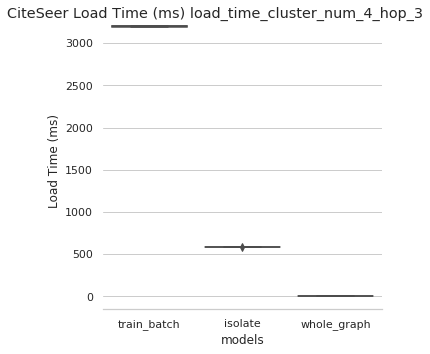 CiteSeer Load Time (ms) load_time_cluster_num_4_hop_3
3000
2500
2000
1500
1000
500
0
Load Time (ms)
train_batch isolate whole_graph
models